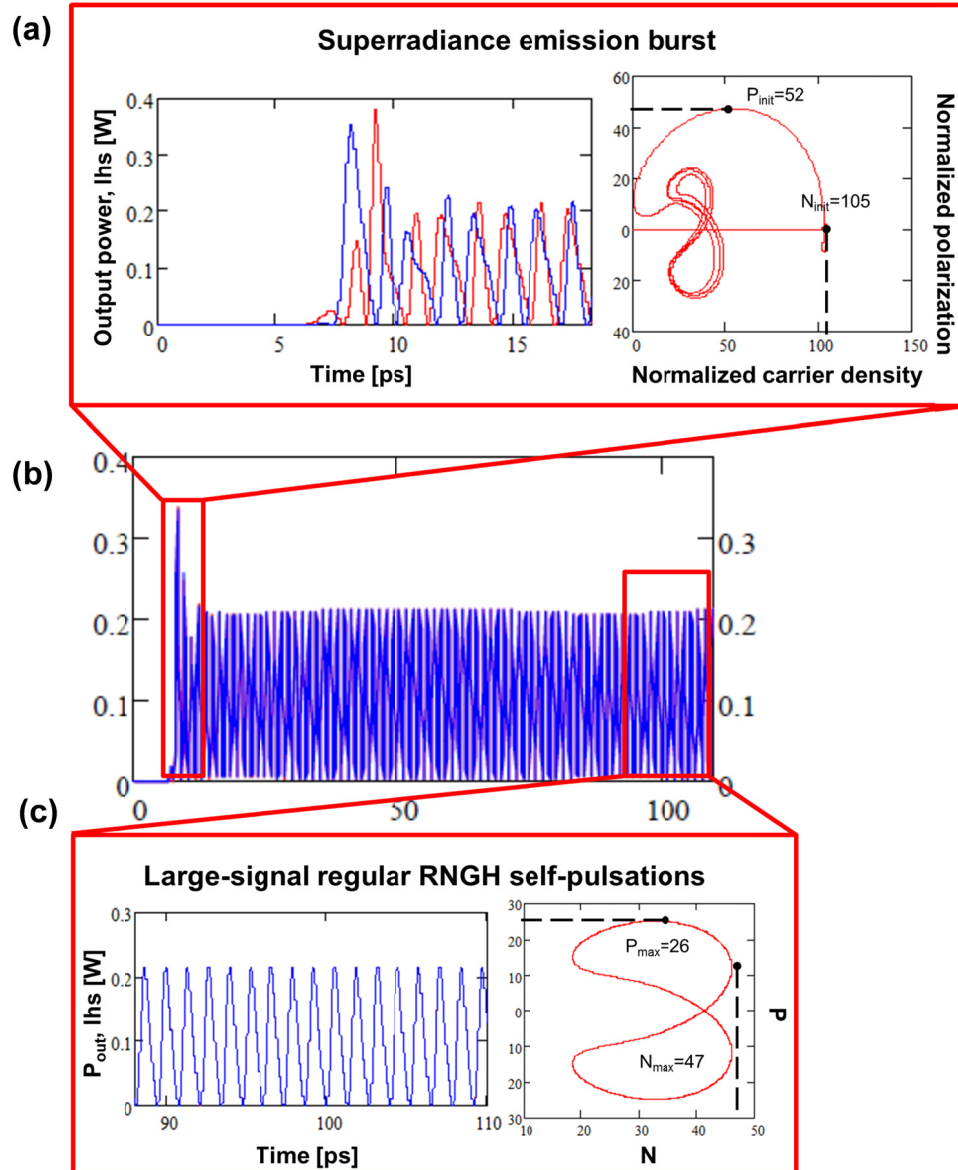 (a)
Superradiance emission burst
Output power, lhs [W]
0.4
0.3
0.2
0.1
0
0
5
10
15
Time [ps]
60
40
20
0
20
40
0
50
100
150
P_init=52
N_init=105
Normalized carrier density
Normalized polarization
(b)
0.4
0.3
0.2
0.1
0
0.3
0.2
0.1
0
0
50
100
(c)
Large-signal regular RNGH self-pulsations
P_out, lhs [W]
0.3
0.2
0.1
0
90
100
110
Time [ps]
30
20
10
0
10
20
30
10
20
30
40
50
P_max=26
N_max=47
P
N